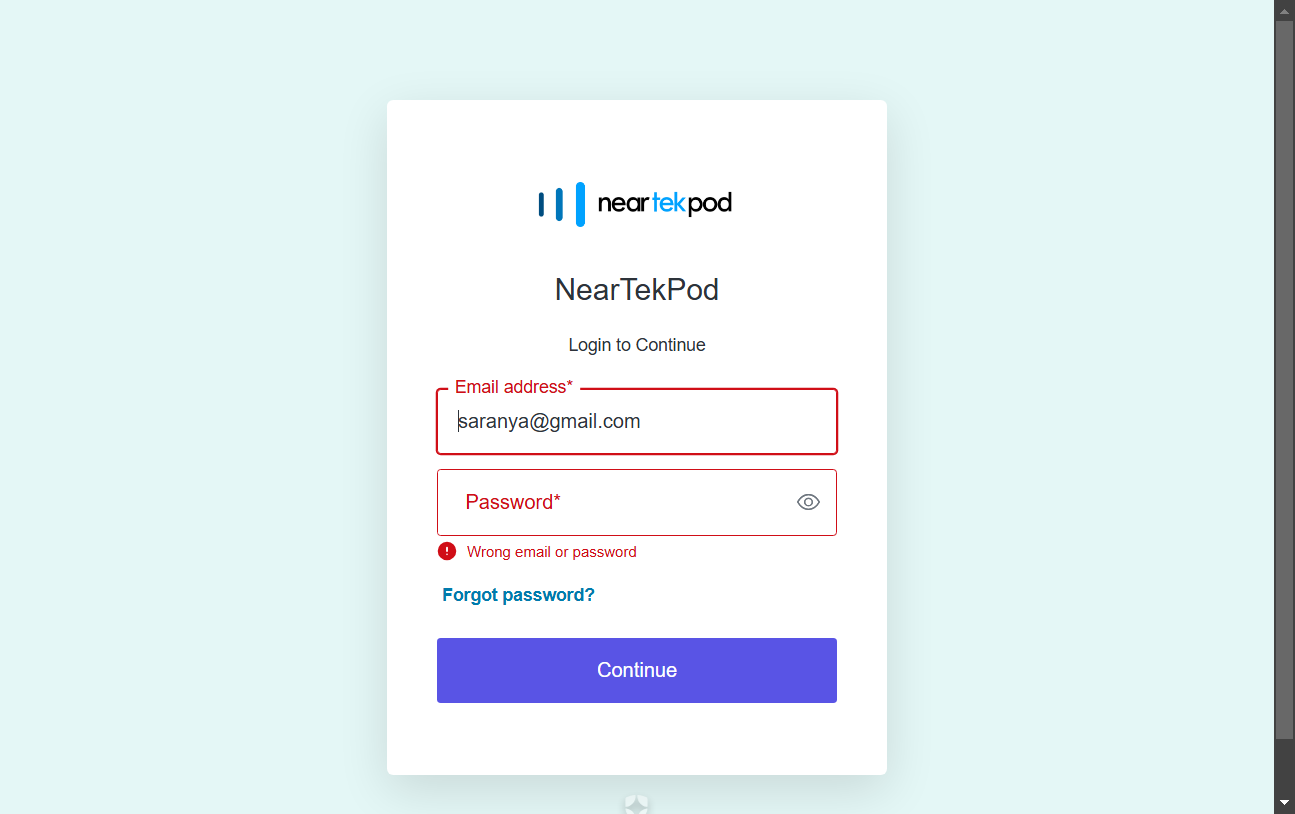 neartekpod
NearTekPod
Login to Continue
Email address*
saranya@gmail.com
Password*
Wrong email or password
Forgot password?
Continue